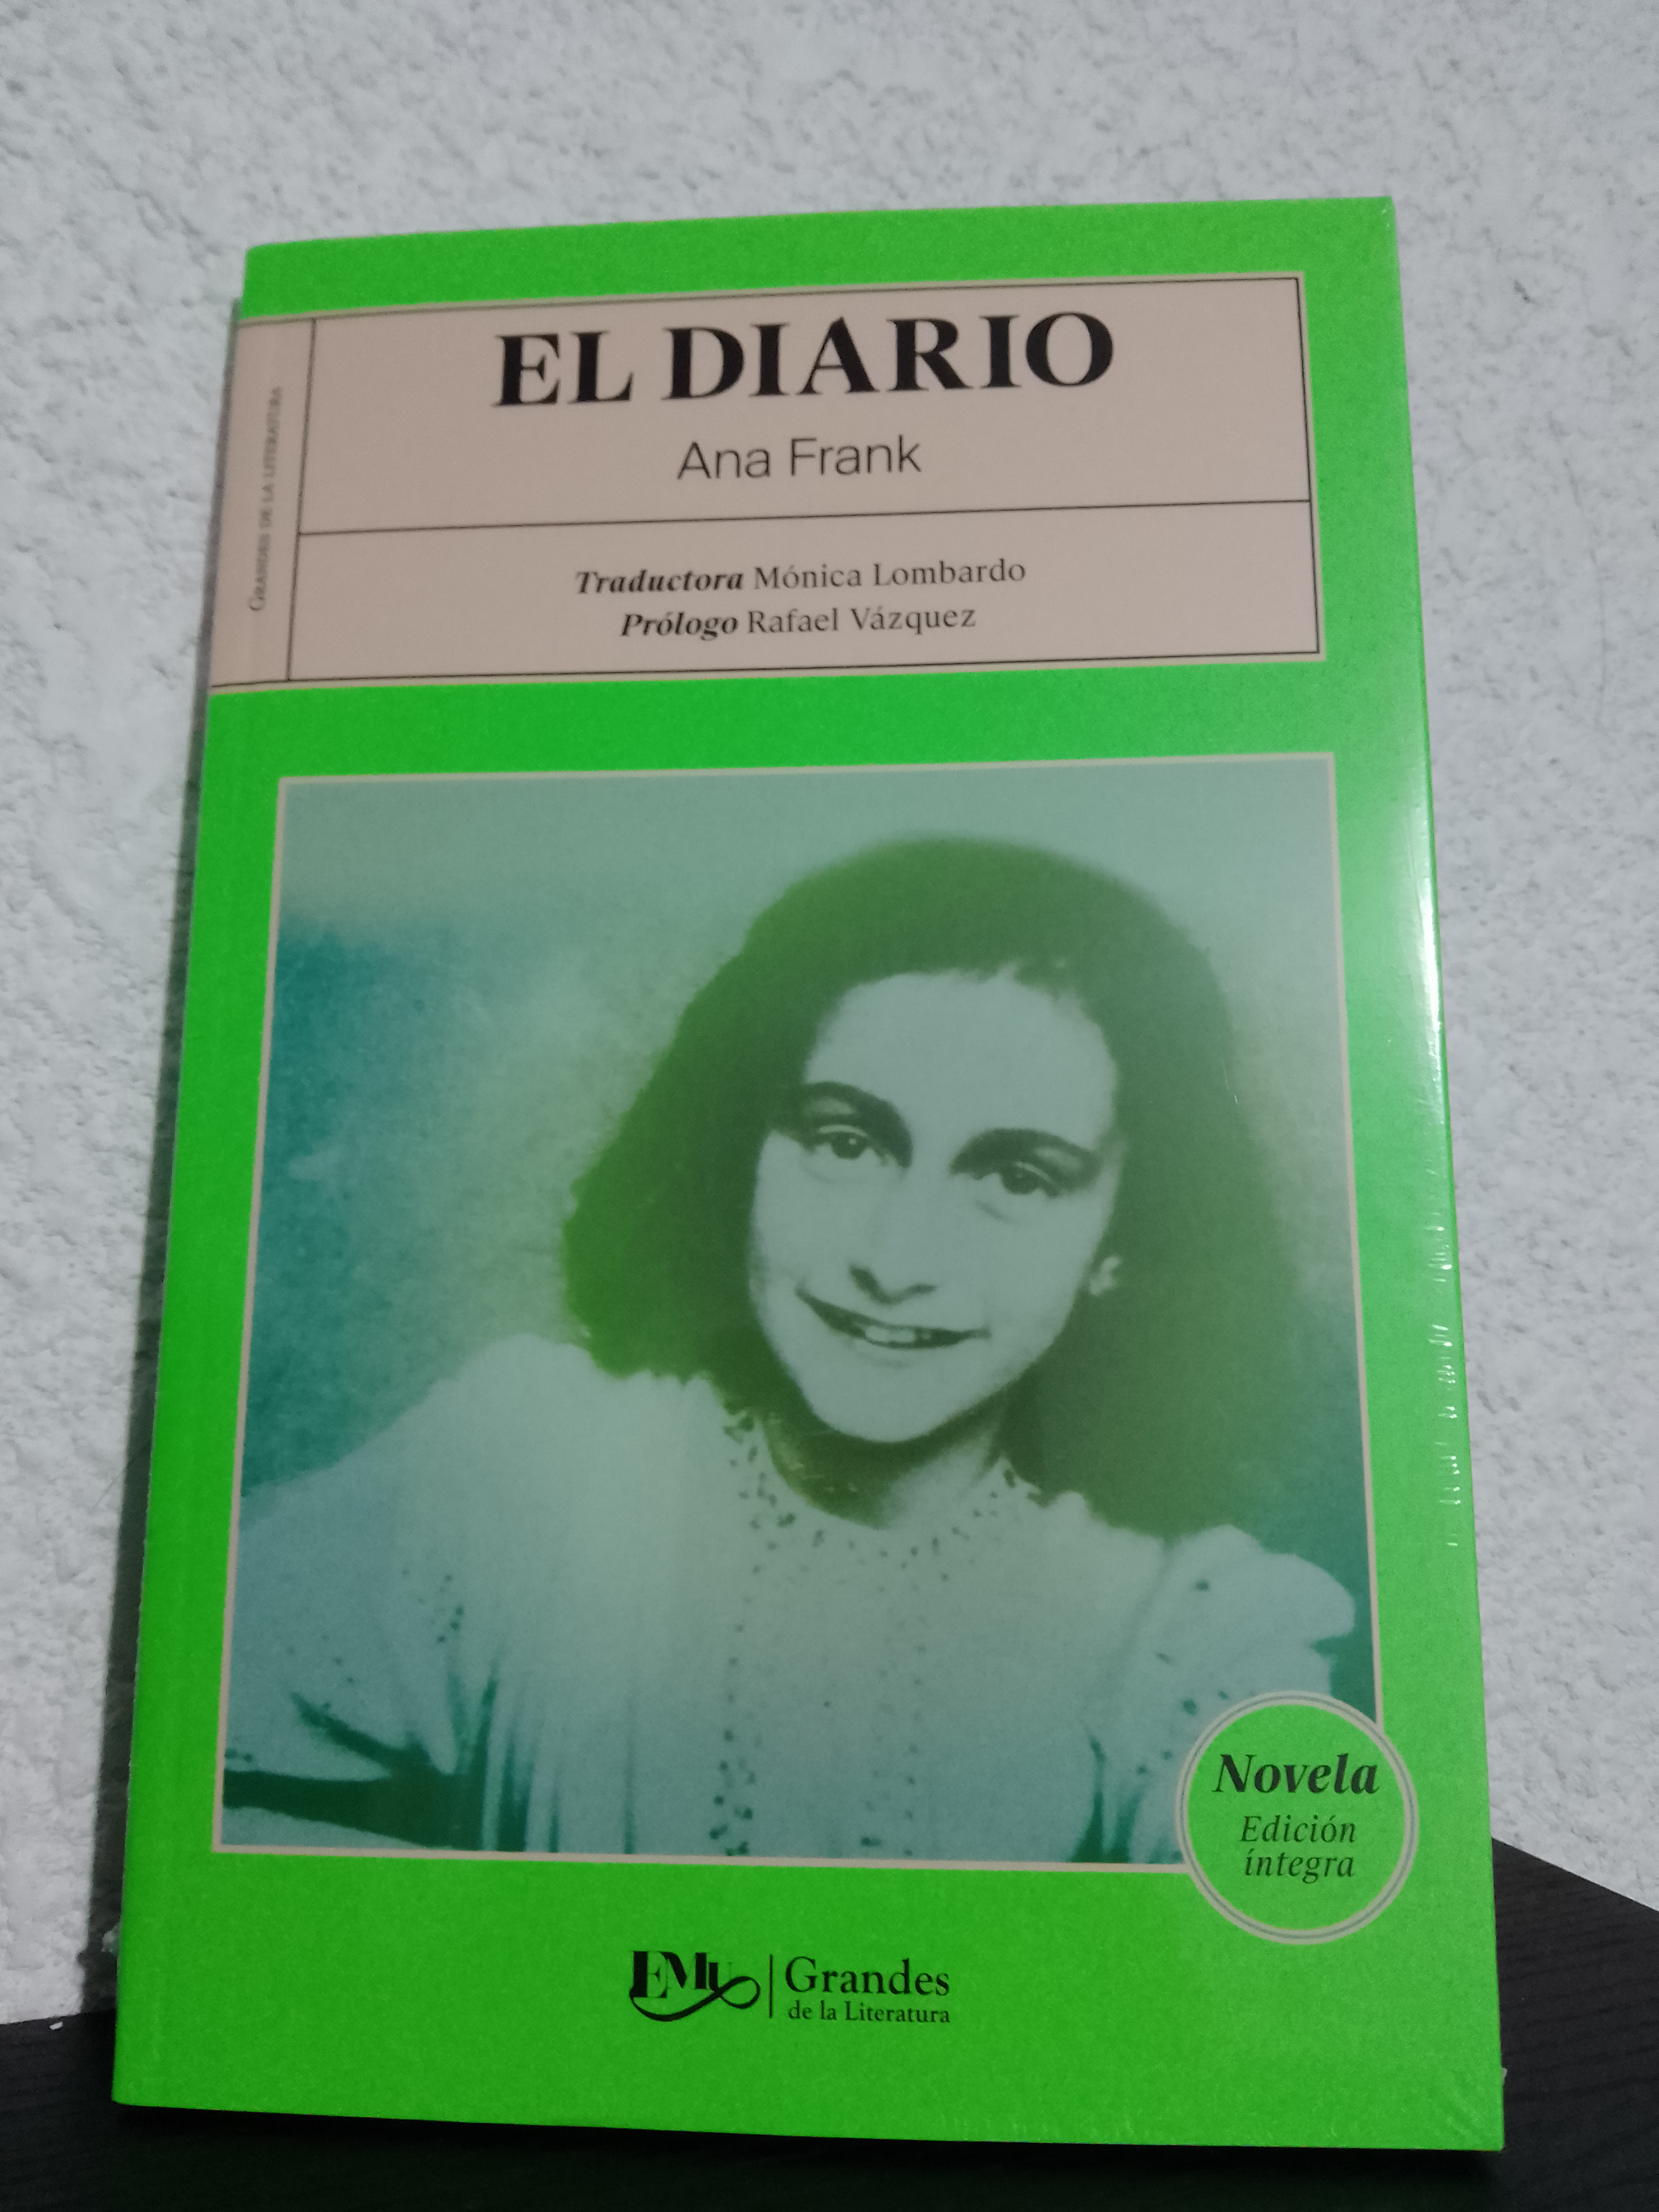 EL DIARIO
Ana Frank
GRANDES DE LA LITERATURA
Traductora Mónica Lombardo
Prólogo Rafael Vázquez
Novela
Edición
íntegra
EMU
Grandes
de la Literatura